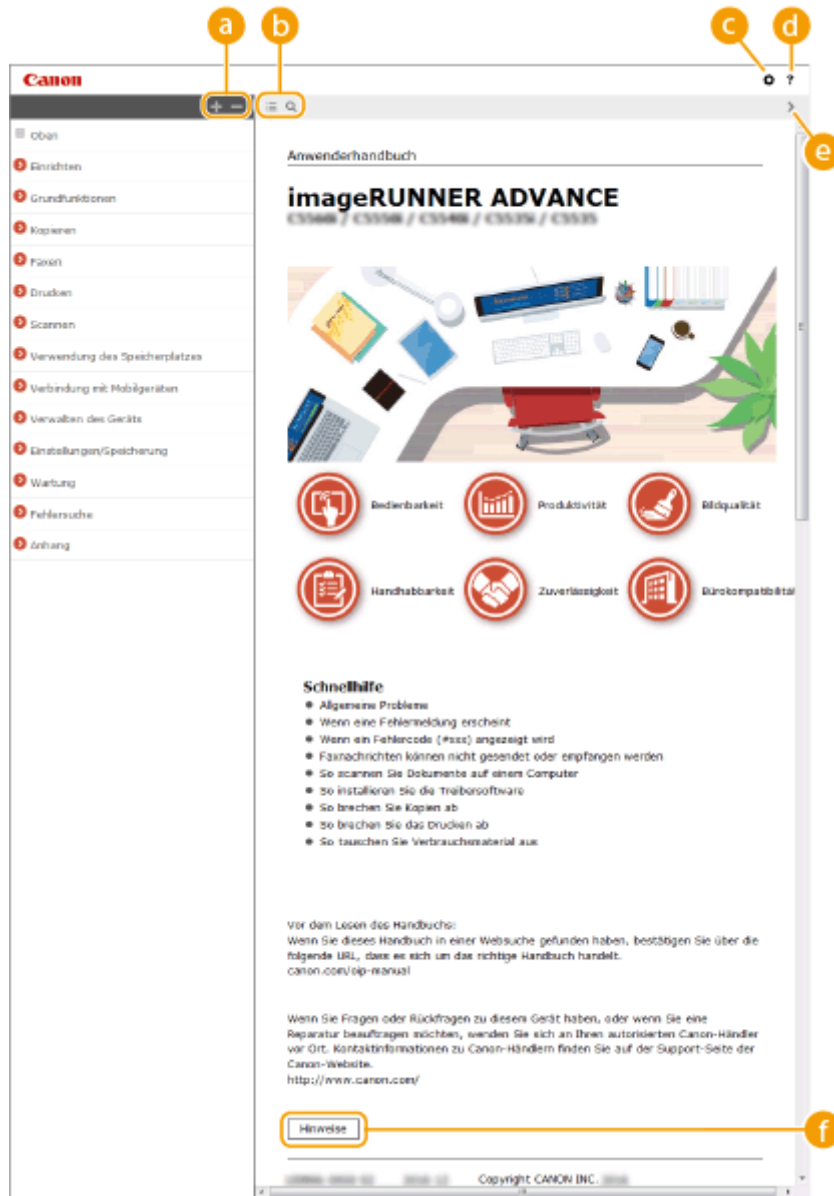 a
b
c
d
Canon
?
e
Oben
Einrichten
Grundfunktionen
Kopieren
Faxen
Drucken
Scannen
Verwendung des Speicherplatzes
Verbindung mit Mobilgeräten
Verwalten des Geräts
Einstellungen/Speicherung
Wartung
Fehlersuche
Anhang
Anwenderhandbuch
imageRUNNER ADVANCE
C5560i / C5550i / C5540i / C5535i / C5535
Bedienbarkeit
Produktivität
Bildqualität
Handhabbarkeit
Zuverlässigkeit
Bürokompatibilität
Schnellhilfe
Allgemeine Probleme
Wenn eine Fehlermeldung erscheint
Wenn ein Fehlercode (#xxx) angezeigt wird
Faxnachrichten können nicht gesendet oder empfangen werden
So scannen Sie Dokumente auf einem Computer
So installieren Sie die Treibersoftware
So brechen Sie Kopien ab
So brechen Sie das Drucken ab
So tauschen Sie Verbrauchsmaterial aus
Vor dem Lesen des Handbuchs:
Wenn Sie dieses Handbuch in einer Websuche gefunden haben, bestätigen Sie über die
folgende URL, dass es sich um das richtige Handbuch handelt.
canon.com/oip-manual
Wenn Sie Fragen oder Rückfragen zu diesem Gerät haben, oder wenn Sie eine
Reparatur beauftragen möchten, wenden Sie sich an Ihren autorisierten Canon-Händler
vor Ort. Kontaktinformationen zu Canon-Händlern finden Sie auf der Support-Seite der
Canon-Website.
http://www.canon.com/
Hinweise
f
Copyright CANON INC.